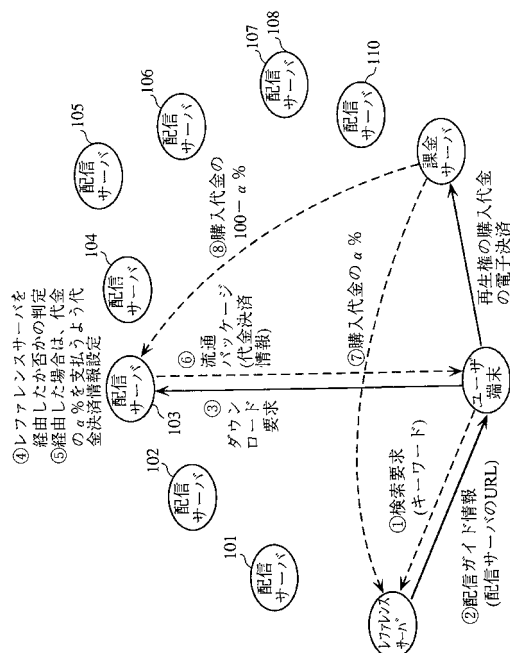 ④レファレンスサーバを
経由したか否かの判定
⑤経由した場合は、代金
のα%を支払うよう代
金決済情報設定
101
配信
サーバ
102
配信
サーバ
103
配信
サーバ
104
配信
サーバ
105
配信
サーバ
106
配信
サーバ
107
108
配信
サーバ
110
配信
サーバ
⑧購入代金の
100-α%
⑥
流通
パッケージ
(代金決済
情報)
③
ダウン
ロード
要求
⑦購入代金のα%
課金
サーバ
再生権の購入代金
の電子決済
ユーザ
端末
①検索要求
(キーワード)
②配信ガイド情報
(配信サーバのURL)
レファレンス
サーバ